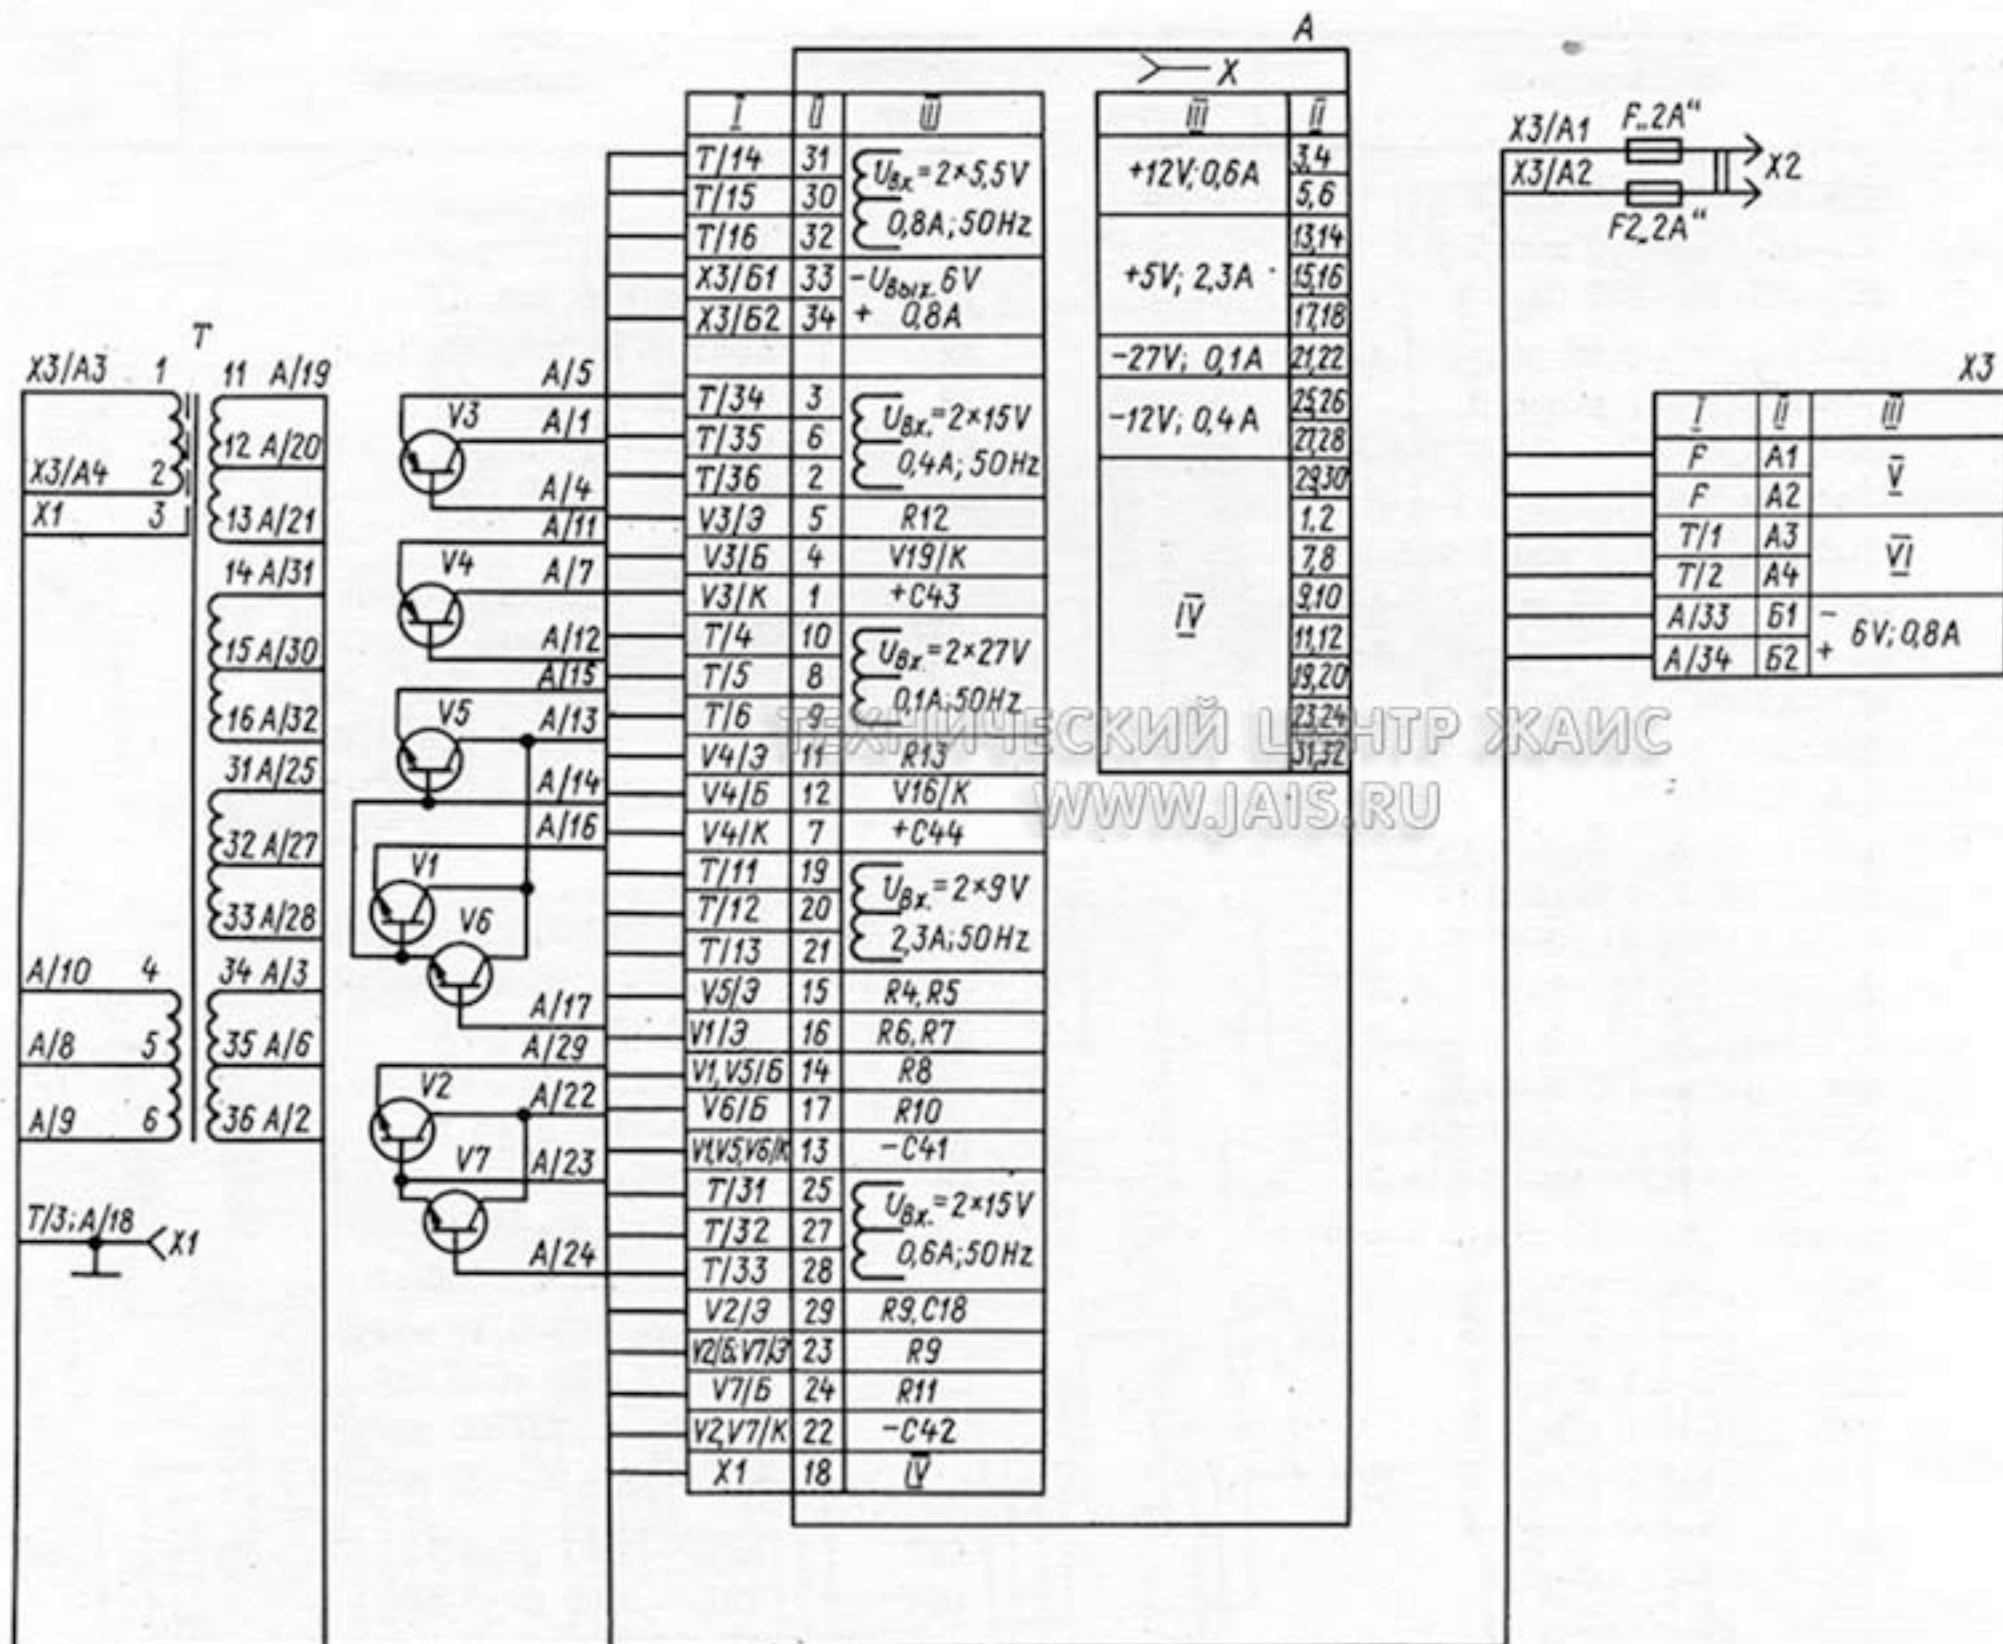 A
X
I II III
T/14 31 Uвх.=2×5,5V
T/15 30
T/16 32 0,8A;50Hz
X3/Б1 33 -Uвых. 6V
X3/Б2 34 + 0,8A
T/34 3 Uвх.=2×15V
T/35 6 0,4A;50Hz
T/36 2
V3/Э 5 R12
V3/Б 4 V19/К
V3/К 1 +C43
T/4 10 Uвх.=2×27V
T/5 8
T/6 9 0,1A;50Hz
V4/Э 11 R13
V4/Б 12 V16/К
V4/К 7 +C44
T/11 19 Uвх.=2×9V
T/12 20
T/13 21 2,3A;50Hz
V5/Э 15 R4,R5
V1/Э 16 R6,R7
V1,V5/Б 14 R8
V6/Б 17 R10
V1,V5,V6/К 13 -C41
T/31 25 Uвх.=2×15V
T/32 27 0,6A;50Hz
T/33 28
V2/Э 29 R9,C18
V2/Б;V7/Э 23 R9
V7/Б 24 R11
V2,V7/К 22 -C42
X1 18 IV
III II
+12V;0,6A 3,4
5,6
13,14
+5V; 2,3A 15,16
17,18
-27V; 0,1A 21,22
-12V; 0,4A 25,26
27,28
29,30
1,2
7,8
IV 9,10
11,12
19,20
23,24
31,32
X3/A1 F„2A“
X3/A2 X2
F2„2A“
X3
I II III
F A1 V
F A2
T/1 A3 VI
T/2 A4
A/33 Б1 - 6V;0,8A
A/34 Б2 +
T
X3/A3 1 11 A/19
12 A/20
X3/A4 2
X1 3 13 A/21
14 A/31
15 A/30
16 A/32
31 A/25
32 A/27
33 A/28
A/10 4 34 A/3
A/8 5 35 A/6
A/9 6 36 A/2
T/3;A/18 X1
A/5
V3 A/1
A/4
A/11
V4 A/7
A/12
A/15
V5 A/13
A/14
A/16
V1
V6
A/17
A/29
V2 A/22
V7 A/23
A/24
ТЕХНИЧЕСКИЙ ЦЕНТР ЖАИС
WWW.JAIS.RU